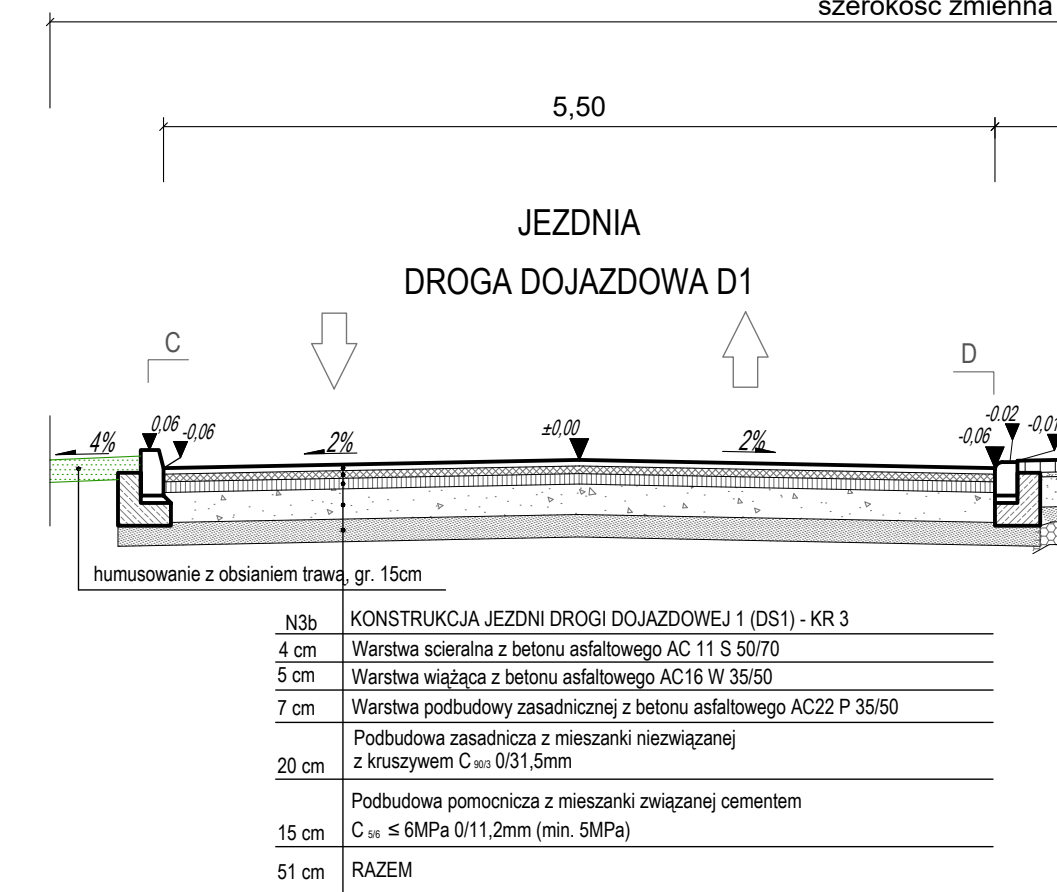 szerokość zmienna
5,50
JEZDNIA
DROGA DOJAZDOWA D1
C
D
4%
0,06
-0,06
2%
±0,00
2%
-0,06
-0.02
-0,01
humusowanie z obsianiem trawą, gr. 15cm
N3b KONSTRUKCJA JEZDNI DROGI DOJAZDOWEJ 1 (DS1) - KR 3
4 cm Warstwa scieralna z betonu asfaltowego AC 11 S 50/70
5 cm Warstwa wiążąca z betonu asfaltowego AC16 W 35/50
7 cm Warstwa podbudowy zasadnicznej z betonu asfaltowego AC22 P 35/50
Podbudowa zasadnicza z mieszanki niezwiązanej
20 cm z kruszywem C 90/3 0/31,5mm
Podbudowa pomocnicza z mieszanki związanej cementem
15 cm C 5/6 ≤ 6MPa 0/11,2mm (min. 5MPa)
51 cm RAZEM